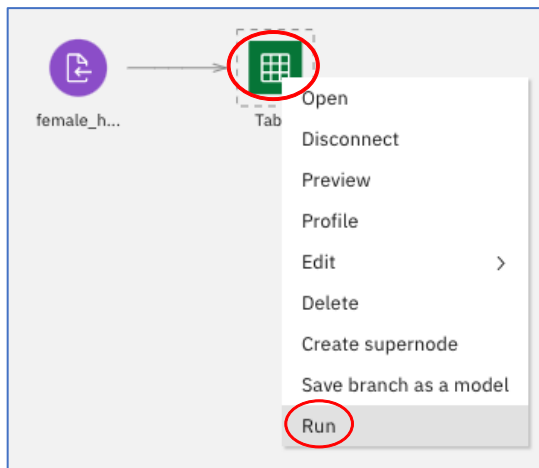 female_h...
Tab
Open
Disconnect
Preview
Profile
Edit
Delete
Create supernode
Save branch as a model
Run